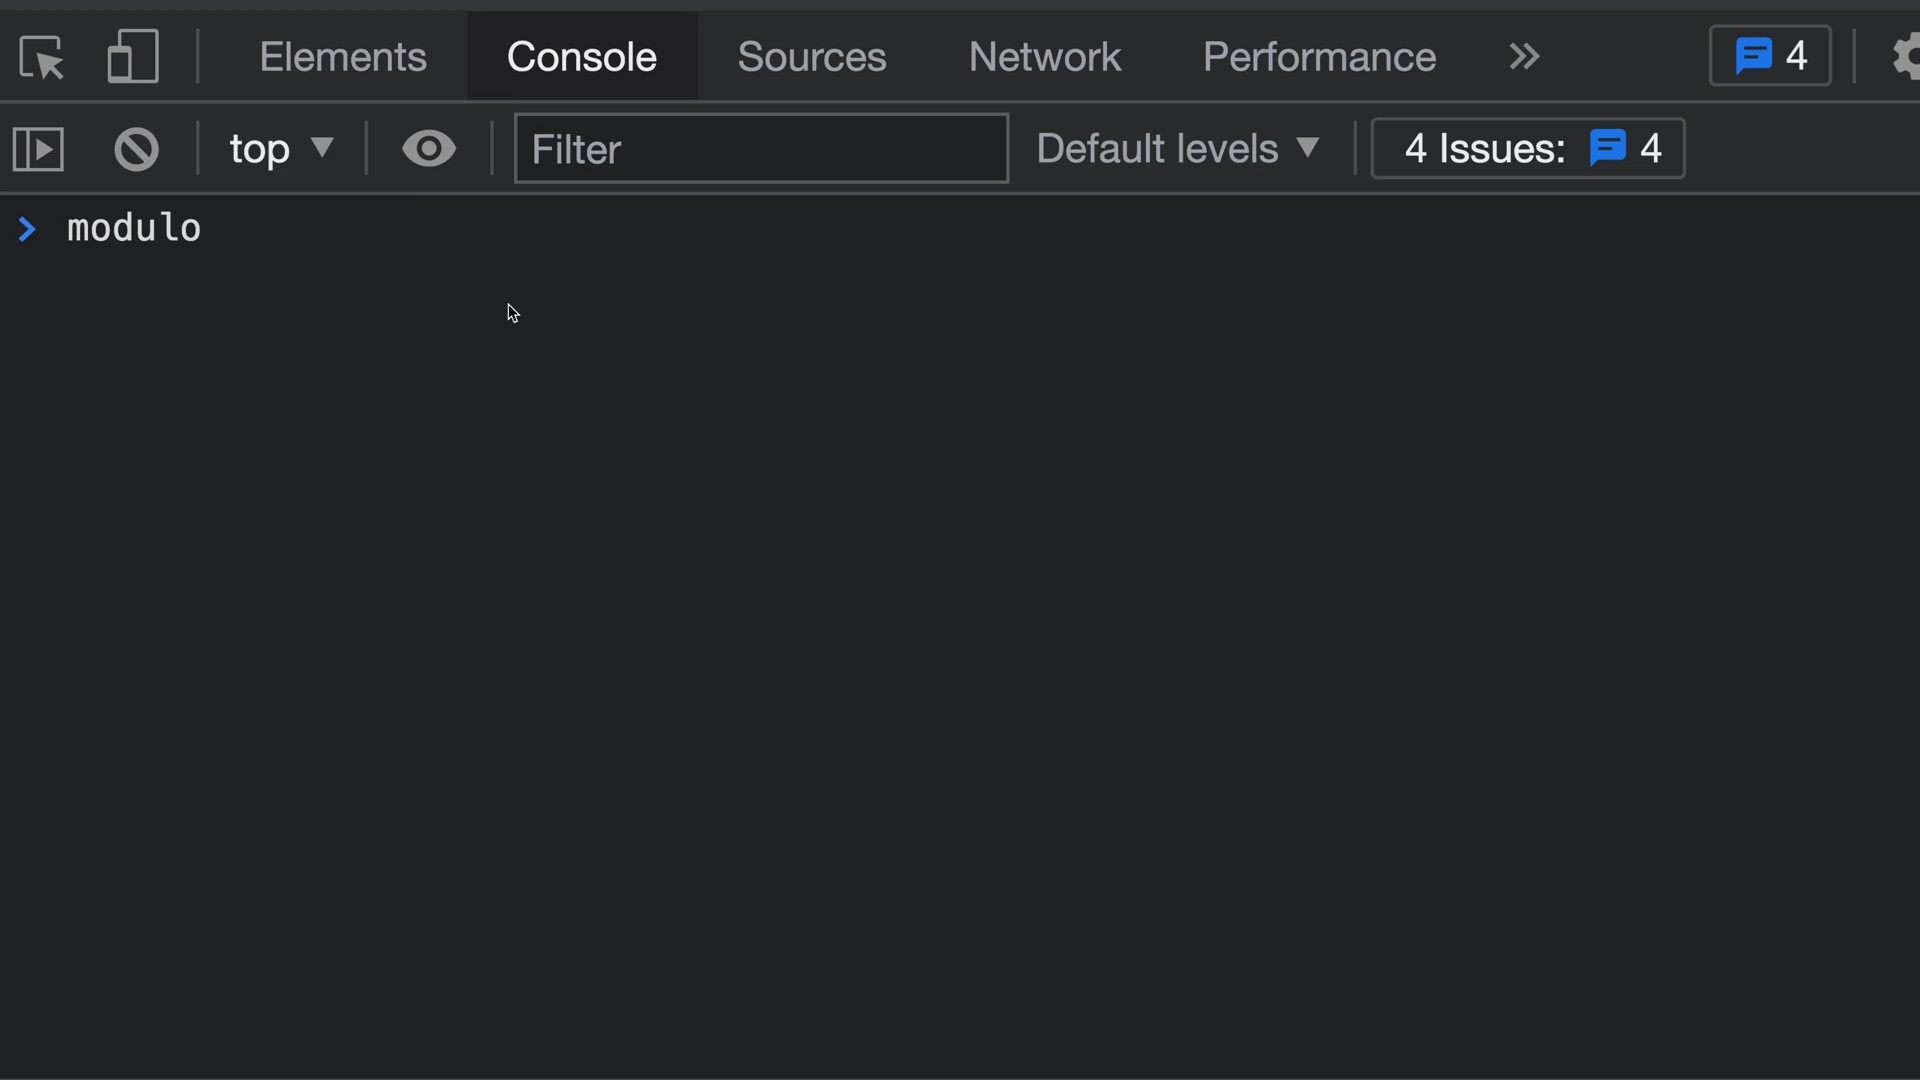 Elements Console Sources Network Performance 4
top Filter Default levels 4 Issues: 4
modulo